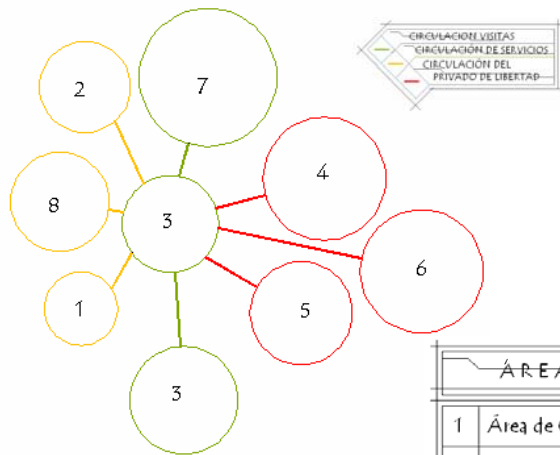 CIRCULACION VISITAS
CIRCULACIÓN DE SERVICIOS
CIRCULACIÓN DEL
PRIVADO DE LIBERTAD
2
7
4
8
3
6
1
5
3
ÁREA
1 Área de